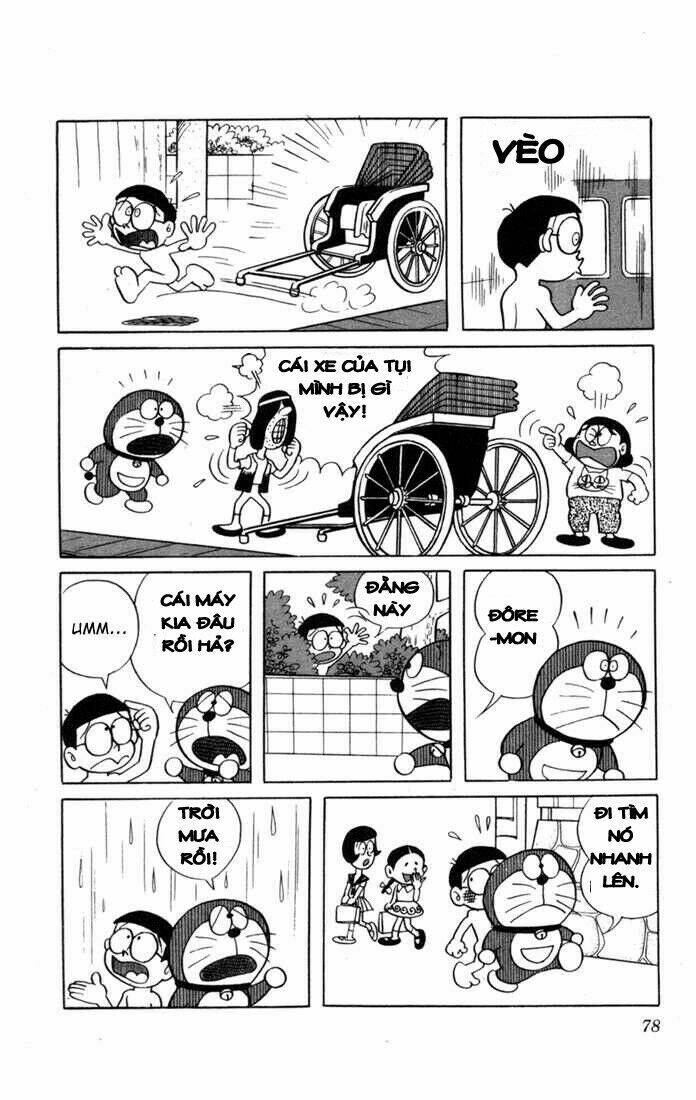 VÈO
CÁI XE CỦA TỤI
MÌNH BỊ GÌ
VẬY!
ĐÔRE
-MON
ĐẰNG
NÀY
CÁI MÁY
KIA ĐÂU
RỒI HẢ?
UMM...
ĐI TÌM
NÓ
NHANH
LÊN.
TRỜI
MƯA
RỒI!
78